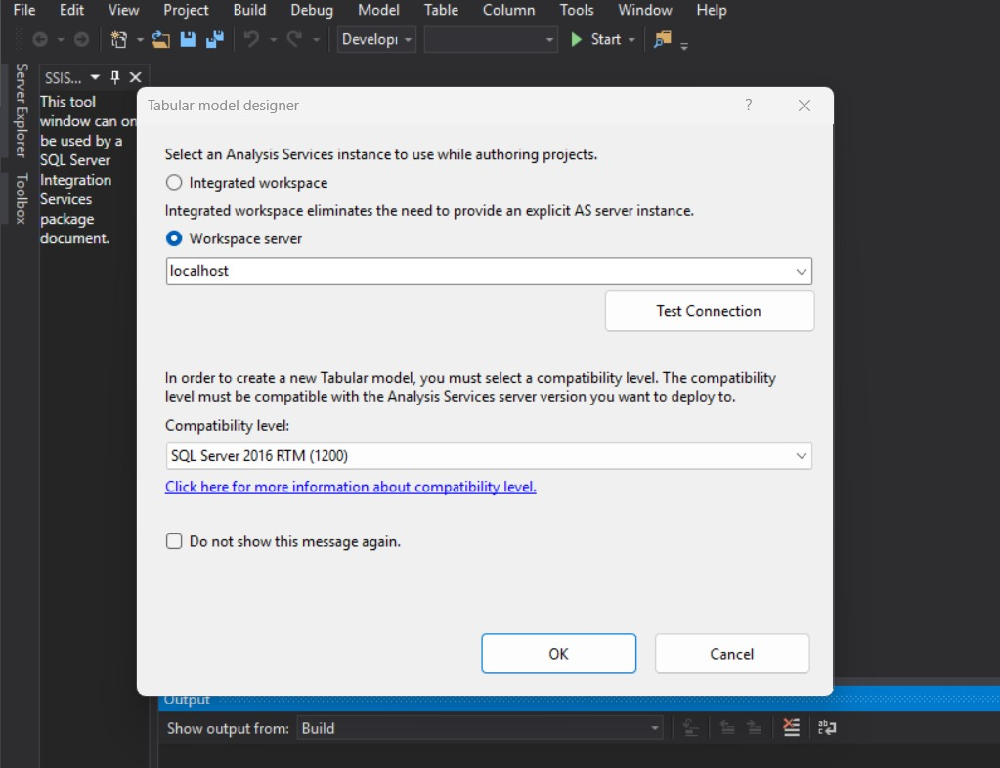 File Edit View Project Build Debug Model Table Column Tools Window Help
Develop
Start
Server Explorer
Toolbox
SSIS...
This tool
window can on
be used by a
SQL Server
Integration
Services
package
document.
Tabular model designer
?
Select an Analysis Services instance to use while authoring projects.
Integrated workspace
Integrated workspace eliminates the need to provide an explicit AS server instance.
Workspace server
localhost
Test Connection
In order to create a new Tabular model, you must select a compatibility level. The compatibility
level must be compatible with the Analysis Services server version you want to deploy to.
Compatibility level:
SQL Server 2016 RTM (1200)
Click here for more information about compatibility level.
Do not show this message again.
OK
Cancel
Output
Show output from: Build